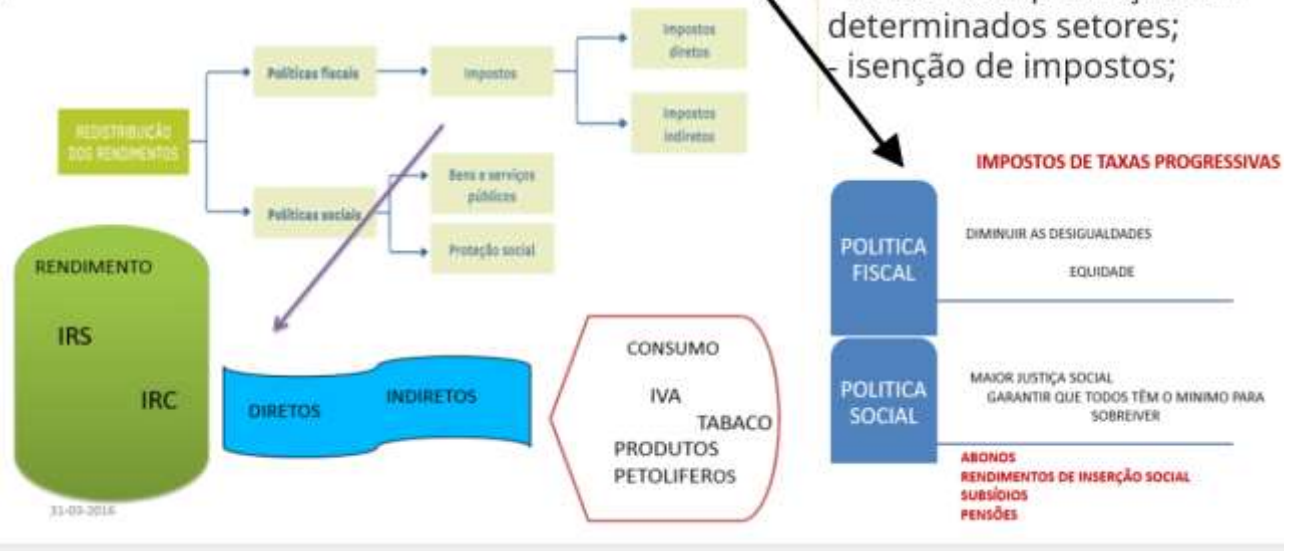 determinados setores;
- isenção de impostos;
Impostos
diretos
Políticas fiscais
Impostos
Impostos
indiretos
REDISTRIBUIÇÃO
DOS RENDIMENTOS
Bens e serviços
públicos
Políticas sociais
Proteção social
RENDIMENTO
IRS
IRC
DIRETOS
INDIRETOS
CONSUMO
IVA
TABACO
PRODUTOS
PETOLIFEROS
31-03-2016
IMPOSTOS DE TAXAS PROGRESSIVAS
POLITICA
FISCAL
DIMINUIR AS DESIGUALDADES
EQUIDADE
POLITICA
SOCIAL
MAIOR JUSTIÇA SOCIAL
GARANTIR QUE TODOS TÊM O MINIMO PARA
SOBREIVER
ABONOS
RENDIMENTOS DE INSERÇÃO SOCIAL
SUBSÍDIOS
PENSÕES